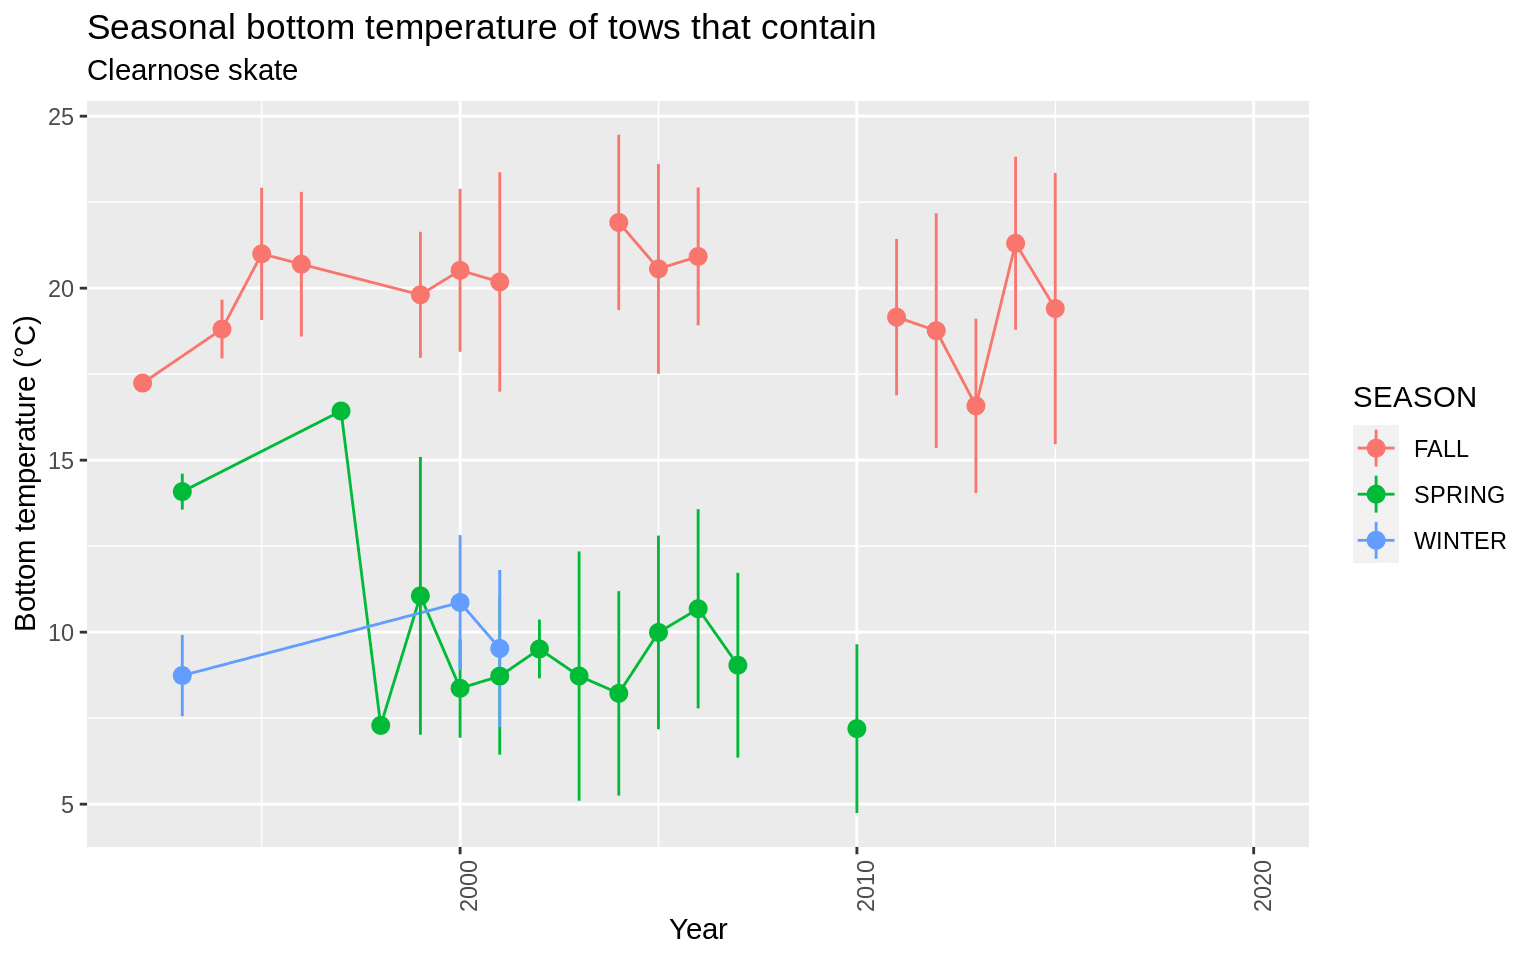 Seasonal bottom temperature of tows that contain
Clearnose skate
25
20
15
10
5
Bottom temperature (°C)
2000
2010
2020
Year
SEASON
FALL
SPRING
WINTER